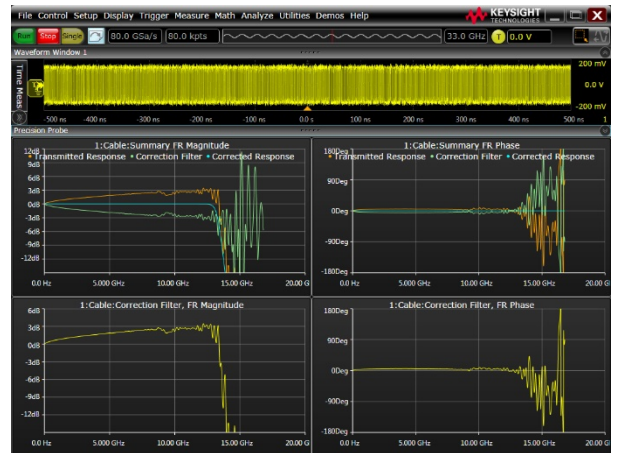 File Control Setup Display Trigger Measure Math Analyze Utilities Demos Help
KEYSIGHT
TECHNOLOGIES
Run Stop Single 80.0 GSa/s 80.0 kpts 33.0 GHz T 0.0 V
Waveform Window 1
Time Meas
200 mV
0.0 V
-200 mV
-500 ns -400 ns -300 ns -200 ns -100 ns 0.0 s 100 ns 200 ns 300 ns 400 ns 500 ns 1
Precision Probe
1:Cable:Summary FR Magnitude
Transmitted Response Correction Filter Corrected Response
12dB
9dB
6dB
3dB
0dB
-3dB
-6dB
-9dB
-12dB
0.0 Hz 5.000 GHz 10.00 GHz 15.00 GHz 20.00 G
1:Cable:Summary FR Phase
Transmitted Response Correction Filter Corrected Response
180Deg
90Deg
0Deg
-90Deg
-180Deg
0.0 Hz 5.000 GHz 10.00 GHz 15.00 GHz 20.00 G
1:Cable:Correction Filter, FR Magnitude
6dB
3dB
0dB
-3dB
-6dB
-9dB
-12dB
0.0 Hz 5.000 GHz 10.00 GHz 15.00 GHz 20.00 G
1:Cable:Correction Filter, FR Phase
180Deg
90Deg
0Deg
-90Deg
-180Deg
0.0 Hz 5.000 GHz 10.00 GHz 15.00 GHz 20.00 G